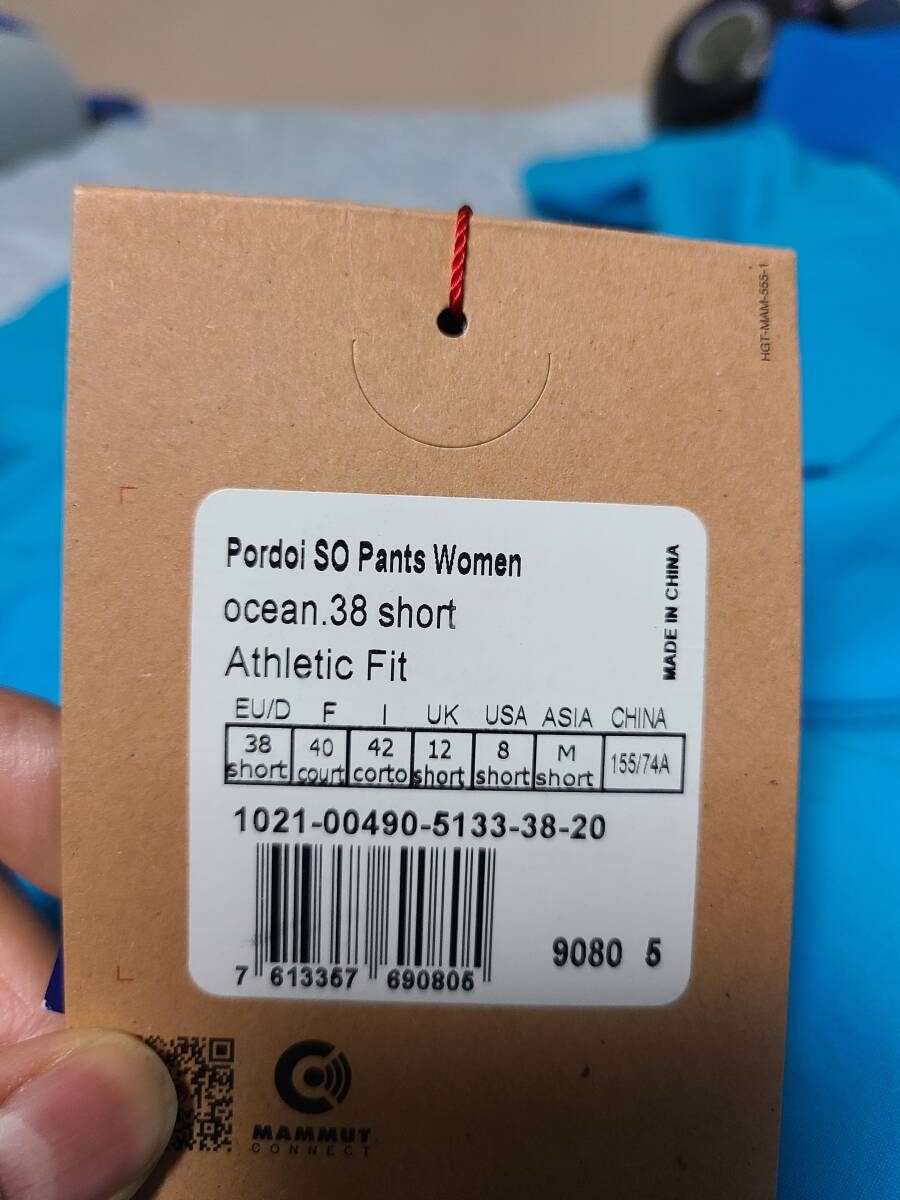 HGT-MAM-555-1
Pordoi SO Pants Women
ocean.38 short
Athletic Fit
MADE IN CHINA
EU/D F I UK USA ASIA CHINA
38 40 42 12 8 M 155/74A
short court corto short short short
1021-00490-5133-38-20
7 613357 690805
9080 5
MAMMUT
CONNECT